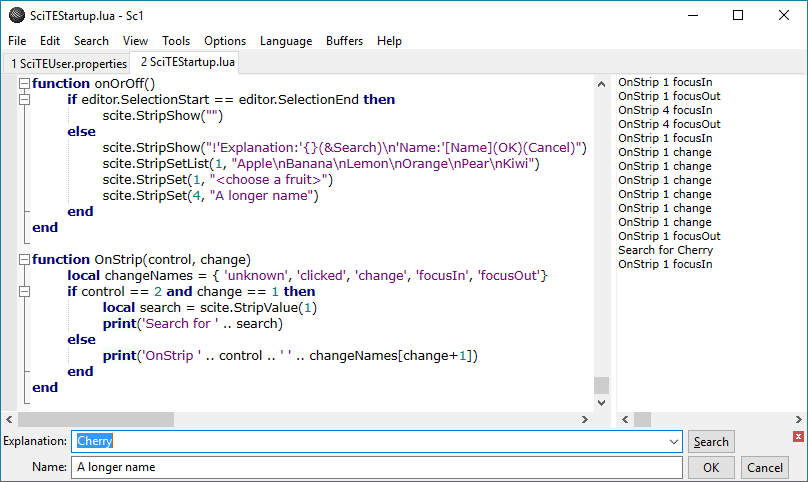 SciTEStartup.lua - Sc1
File Edit Search View Tools Options Language Buffers Help
1 SciTEUser.properties 2 SciTEStartup.lua
function onOrOff()
if editor.SelectionStart == editor.SelectionEnd then
scite.StripShow("")
else
scite.StripShow("!'Explanation:'{}(&Search)\n'Name:'[Name](OK)(Cancel)")
scite.StripSetList(1, "Apple\nBanana\nLemon\nOrange\nPear\nKiwi")
scite.StripSet(1, "<choose a fruit>")
scite.StripSet(4, "A longer name")
end
end
function OnStrip(control, change)
local changeNames = { 'unknown', 'clicked', 'change', 'focusIn', 'focusOut'}
if control == 2 and change == 1 then
local search = scite.StripValue(1)
print('Search for ' .. search)
else
print('OnStrip ' .. control .. ' ' .. changeNames[change+1])
end
end
OnStrip 1 focusIn
OnStrip 1 focusOut
OnStrip 4 focusIn
OnStrip 4 focusOut
OnStrip 1 focusIn
OnStrip 1 change
OnStrip 1 change
OnStrip 1 change
OnStrip 1 change
OnStrip 1 change
OnStrip 1 change
OnStrip 1 focusOut
Search for Cherry
OnStrip 1 focusIn
Explanation: Cherry Search
Name: A longer name OK Cancel